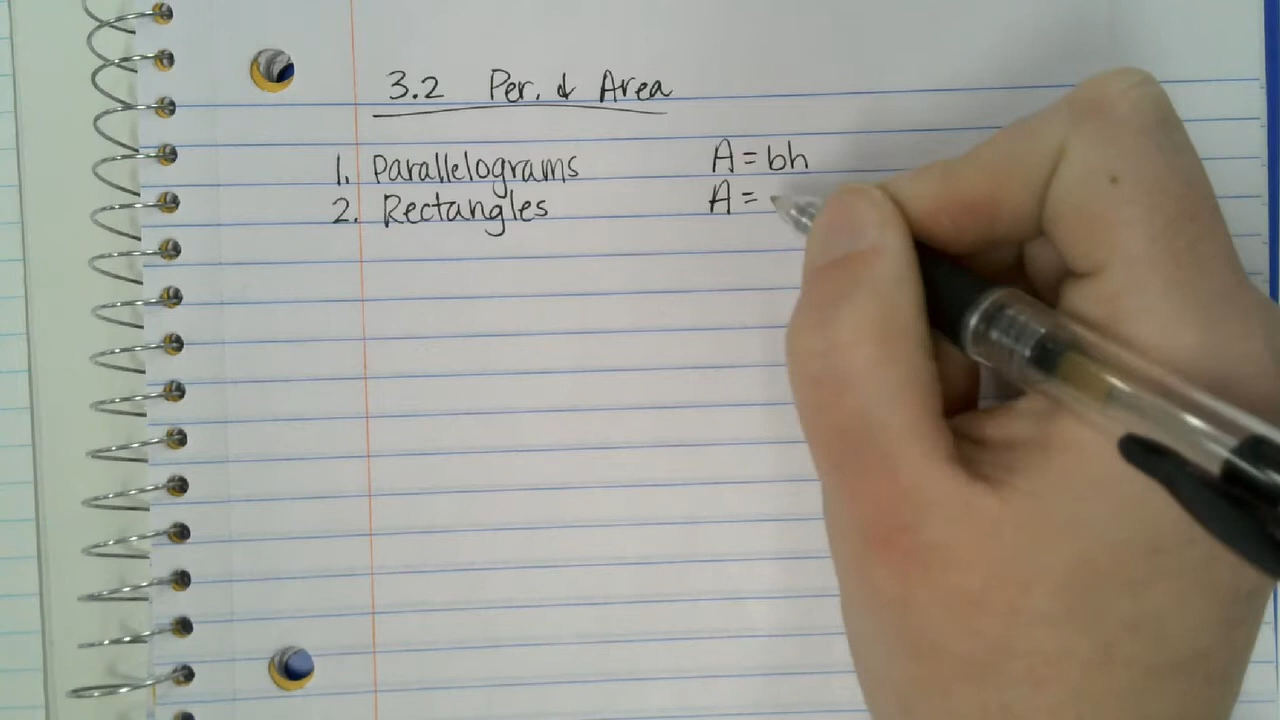 3.2 Per. & Area
1. Parallelograms A = bh
2. Rectangles A =